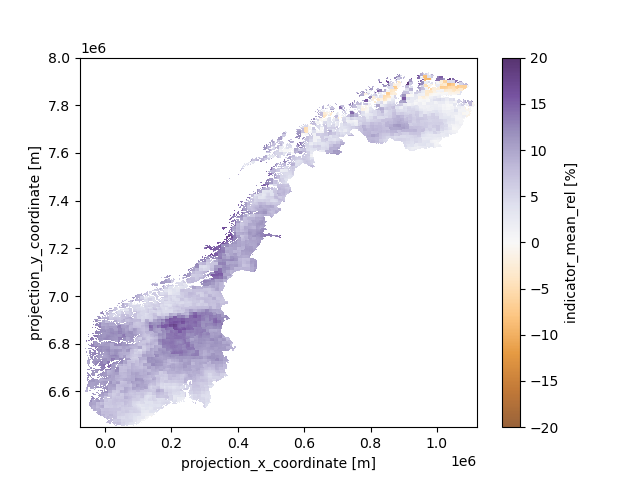 1e6
8.0
7.8
7.6
7.4
7.2
7.0
6.8
6.6
projection_y_coordinate [m]
0.0 0.2 0.4 0.6 0.8 1.0
projection_x_coordinate [m]
1e6
20
15
10
5
0
−5
−10
−15
−20
indicator_mean_rel [%]